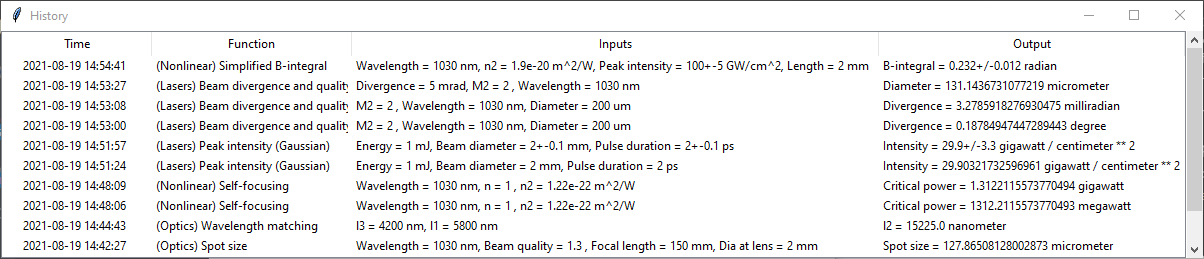 History
Time Function Inputs Output
2021-08-19 14:54:41 (Nonlinear) Simplified B-integral Wavelength = 1030 nm, n2 = 1.9e-20 m^2/W, Peak intensity = 100+-5 GW/cm^2, Length = 2 mm B-integral = 0.232+/-0.012 radian
2021-08-19 14:53:27 (Lasers) Beam divergence and quality Divergence = 5 mrad, M2 = 2 , Wavelength = 1030 nm Diameter = 131.1436731077219 micrometer
2021-08-19 14:53:08 (Lasers) Beam divergence and quality M2 = 2 , Wavelength = 1030 nm, Diameter = 200 um Divergence = 3.2785918276930475 milliradian
2021-08-19 14:53:00 (Lasers) Beam divergence and quality M2 = 2 , Wavelength = 1030 nm, Diameter = 200 um Divergence = 0.18784947447289443 degree
2021-08-19 14:51:57 (Lasers) Peak intensity (Gaussian) Energy = 1 mJ, Beam diameter = 2+-0.1 mm, Pulse duration = 2+-0.1 ps Intensity = 29.9+/-3.3 gigawatt / centimeter ** 2
2021-08-19 14:51:24 (Lasers) Peak intensity (Gaussian) Energy = 1 mJ, Beam diameter = 2 mm, Pulse duration = 2 ps Intensity = 29.90321732596961 gigawatt / centimeter ** 2
2021-08-19 14:48:09 (Nonlinear) Self-focusing Wavelength = 1030 nm, n = 1 , n2 = 1.22e-22 m^2/W Critical power = 1.3122115573770494 gigawatt
2021-08-19 14:48:06 (Nonlinear) Self-focusing Wavelength = 1030 nm, n = 1 , n2 = 1.22e-22 m^2/W Critical power = 1312.2115573770493 megawatt
2021-08-19 14:44:43 (Optics) Wavelength matching I3 = 4200 nm, I1 = 5800 nm I2 = 15225.0 nanometer
2021-08-19 14:42:27 (Optics) Spot size Wavelength = 1030 nm, Beam quality = 1.3 , Focal length = 150 mm, Dia at lens = 2 mm Spot size = 127.86508128002873 micrometer